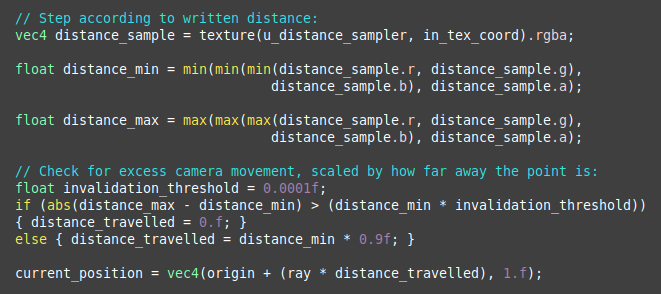 // Step according to written distance:
vec4 distance_sample = texture(u_distance_sampler, in_tex_coord).rgba;
float distance_min = min(min(min(distance_sample.r, distance_sample.g),
distance_sample.b), distance_sample.a);
float distance_max = max(max(max(distance_sample.r, distance_sample.g),
distance_sample.b), distance_sample.a);
// Check for excess camera movement, scaled by how far away the point is:
float invalidation_threshold = 0.0001f;
if (abs(distance_max - distance_min) > (distance_min * invalidation_threshold))
{ distance_travelled = 0.f; }
else { distance_travelled = distance_min * 0.9f; }
current_position = vec4(origin + (ray * distance_travelled), 1.f);